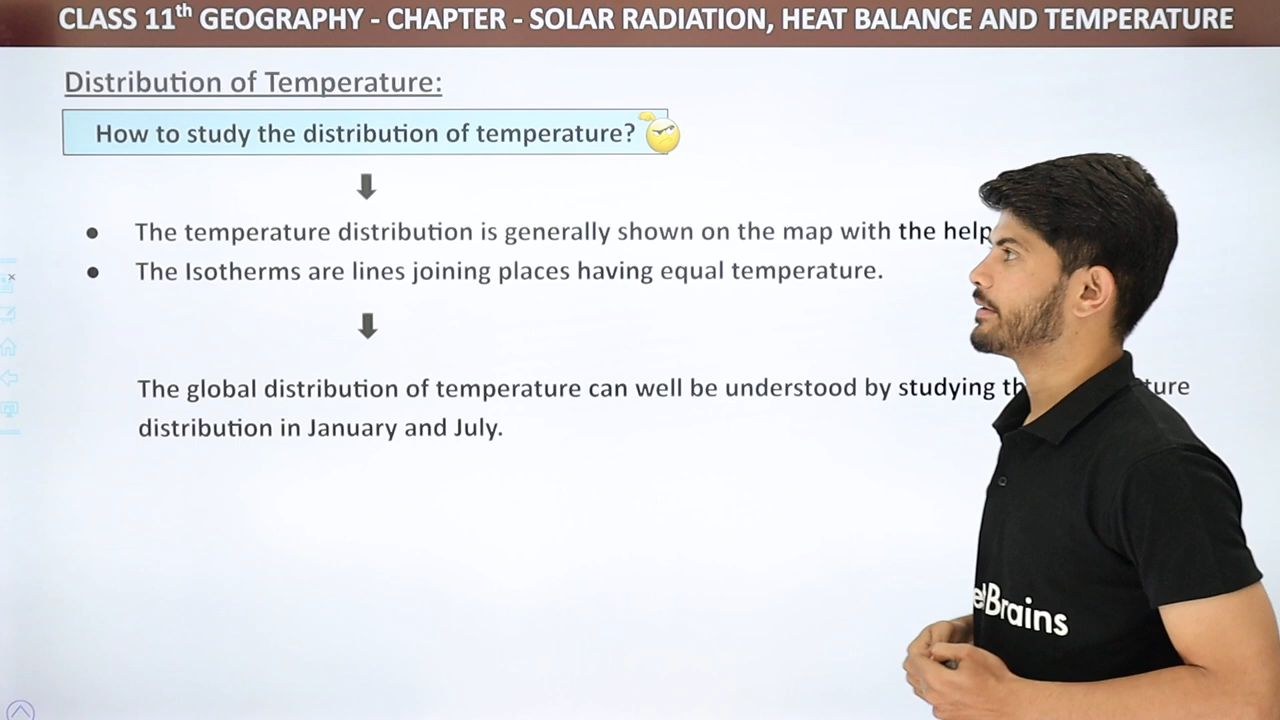 CLASS 11th GEOGRAPHY - CHAPTER - SOLAR RADIATION, HEAT BALANCE AND TEMPERATURE
Distribution of Temperature:
How to study the distribution of temperature?
● The temperature distribution is generally shown on the map with the help
● The Isotherms are lines joining places having equal temperature.
The global distribution of temperature can well be understood by studying
distribution in January and July.
Brains